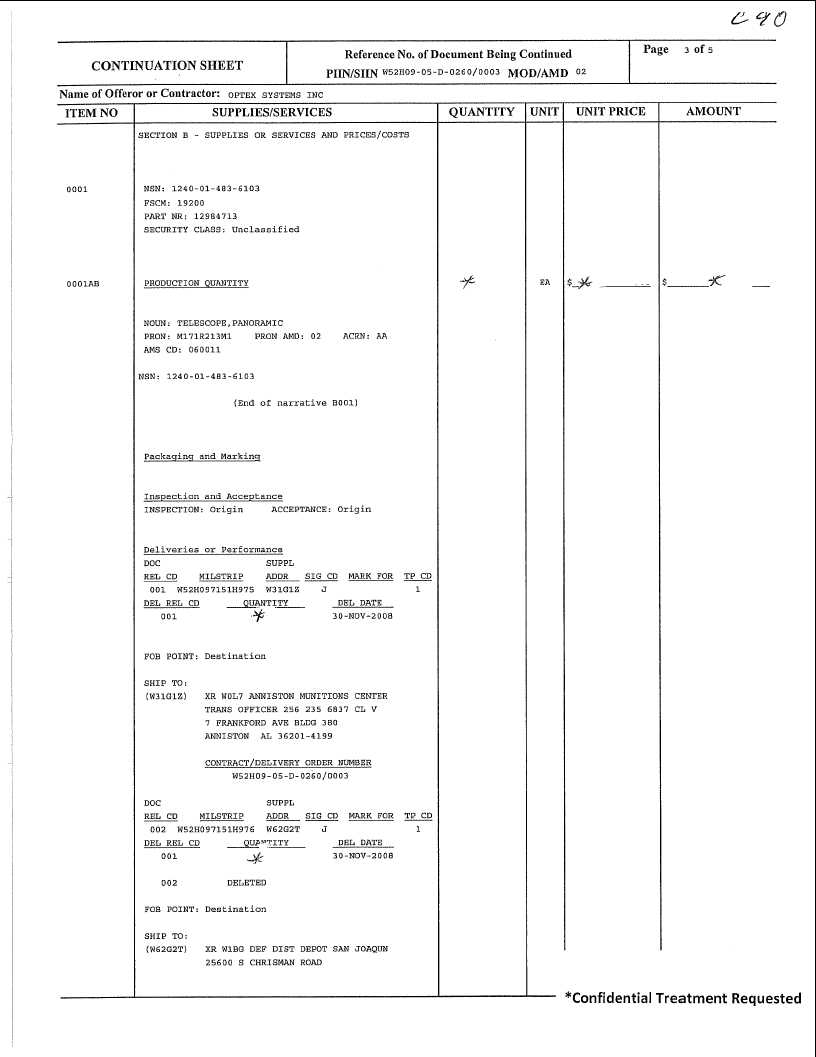 C 90
CONTINUATION SHEET
Reference No. of Document Being Continued
PIIN/SIIN W52H09-05-D-0260/0003 MOD/AMD 02
Page 3 of 5
Name of Offeror or Contractor: OPTEX SYSTEMS INC
ITEM NO SUPPLIES/SERVICES QUANTITY UNIT UNIT PRICE AMOUNT
SECTION B - SUPPLIES OR SERVICES AND PRICES/COSTS
0001 NSN: 1240-01-483-6103
FSCM: 19200
PART NR: 12984713
SECURITY CLASS: Unclassified
0001AB PRODUCTION QUANTITY * EA $ * $ *
NOUN: TELESCOPE,PANORAMIC
PRON: M171R213M1 PRON AMD: 02 ACRN: AA
AMS CD: 060011
NSN: 1240-01-483-6103
(End of narrative B001)
Packaging and Marking
Inspection and Acceptance
INSPECTION: Origin ACCEPTANCE: Origin
Deliveries or Performance
DOC SUPPL
REL CD MILSTRIP ADDR SIG CD MARK FOR TP CD
001 W52H097151H975 W31G1Z J 1
DEL REL CD QUANTITY DEL DATE
001 * 30-NOV-2008
FOB POINT: Destination
SHIP TO:
(W31G1Z) XR W0L7 ANNISTON MUNITIONS CENTER
TRANS OFFICER 256 235 6837 CL V
7 FRANKFORD AVE BLDG 380
ANNISTON AL 36201-4199
CONTRACT/DELIVERY ORDER NUMBER
W52H09-05-D-0260/0003
DOC SUPPL
REL CD MILSTRIP ADDR SIG CD MARK FOR TP CD
002 W52H097151H976 W62G2T J 1
DEL REL CD QUANTITY DEL DATE
001 * 30-NOV-2008
002 DELETED
FOB POINT: Destination
SHIP TO:
(W62G2T) XR W1BG DEF DIST DEPOT SAN JOAQUN
25600 S CHRISMAN ROAD
*Confidential Treatment Requested